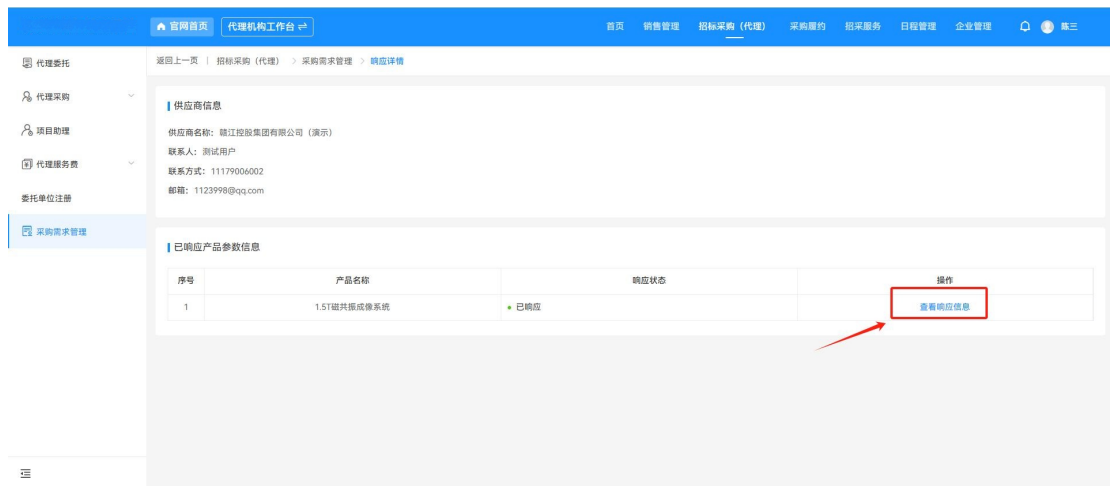 官网首页 代理机构工作台 首页 销售管理 招标采购（代理） 采购履约 招采服务 日程管理 企业管理 陈三
代理委托
代理采购
项目助理
代理服务费
委托单位注册
采购需求管理
返回上一页 | 招标采购（代理） > 采购需求管理 > 响应详情
供应商信息
供应商名称：赣江控股集团有限公司（演示）
联系人：测试用户
联系方式：11179006002
邮箱：1123998@qq.com
已响应产品参数信息
序号 产品名称 响应状态 操作
1 1.5T磁共振成像系统 已响应 查看响应信息